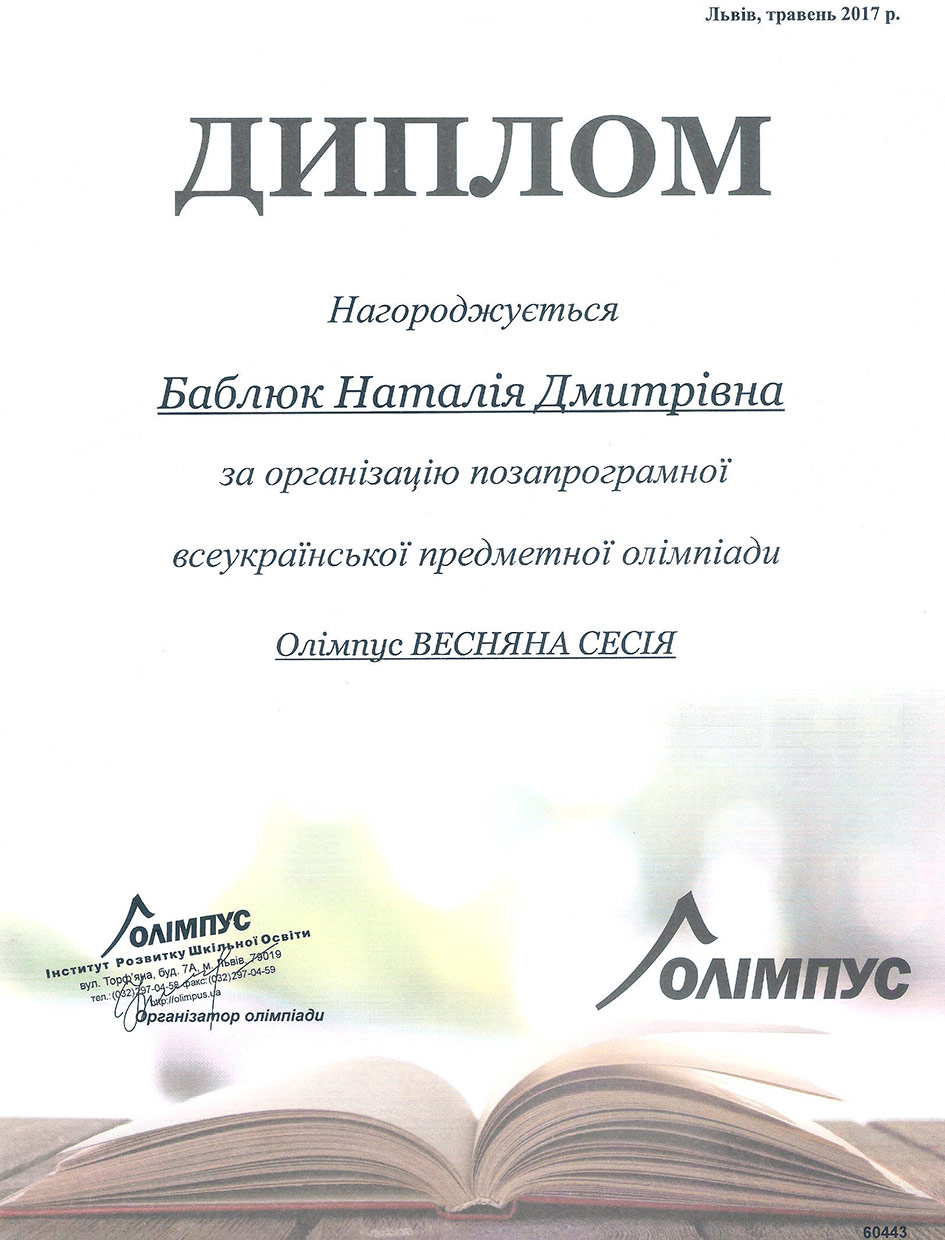 Львів, травень 2017 р.
ДИПЛОМ
Нагороджується
Баблюк Наталія Дмитрівна
за організацію позапрограмної
всеукраїнської предметної олімпіади
Олімпус ВЕСНЯНА СЕСІЯ
ОЛІМПУС
Інститут Розвитку Шкільної Освіти
вул. Торф'яна, буд. 7А, м. Львів, 79019
тел.:(032)297-04-58 факс:(032)297-04-59
http://olimpus.ua
Організатор олімпіади
ОЛІМПУС
60443